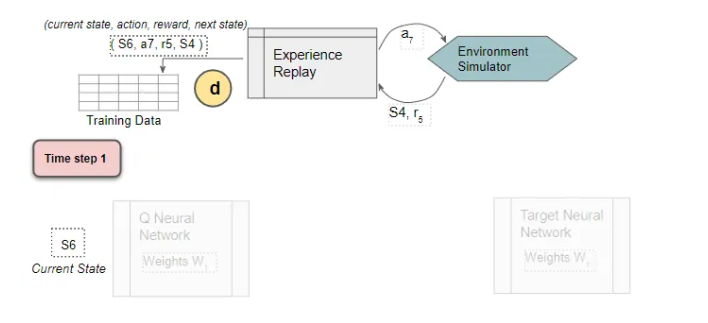 (current state, action, reward, next state)
( S6, a7, r5, S4 )
Experience
Replay
a7
Environment
Simulator
d
S4, r5
Training Data
Time step 1
Q Neural
Network
Weights W1
S6
Current State
Target Neural
Network
Weights W1